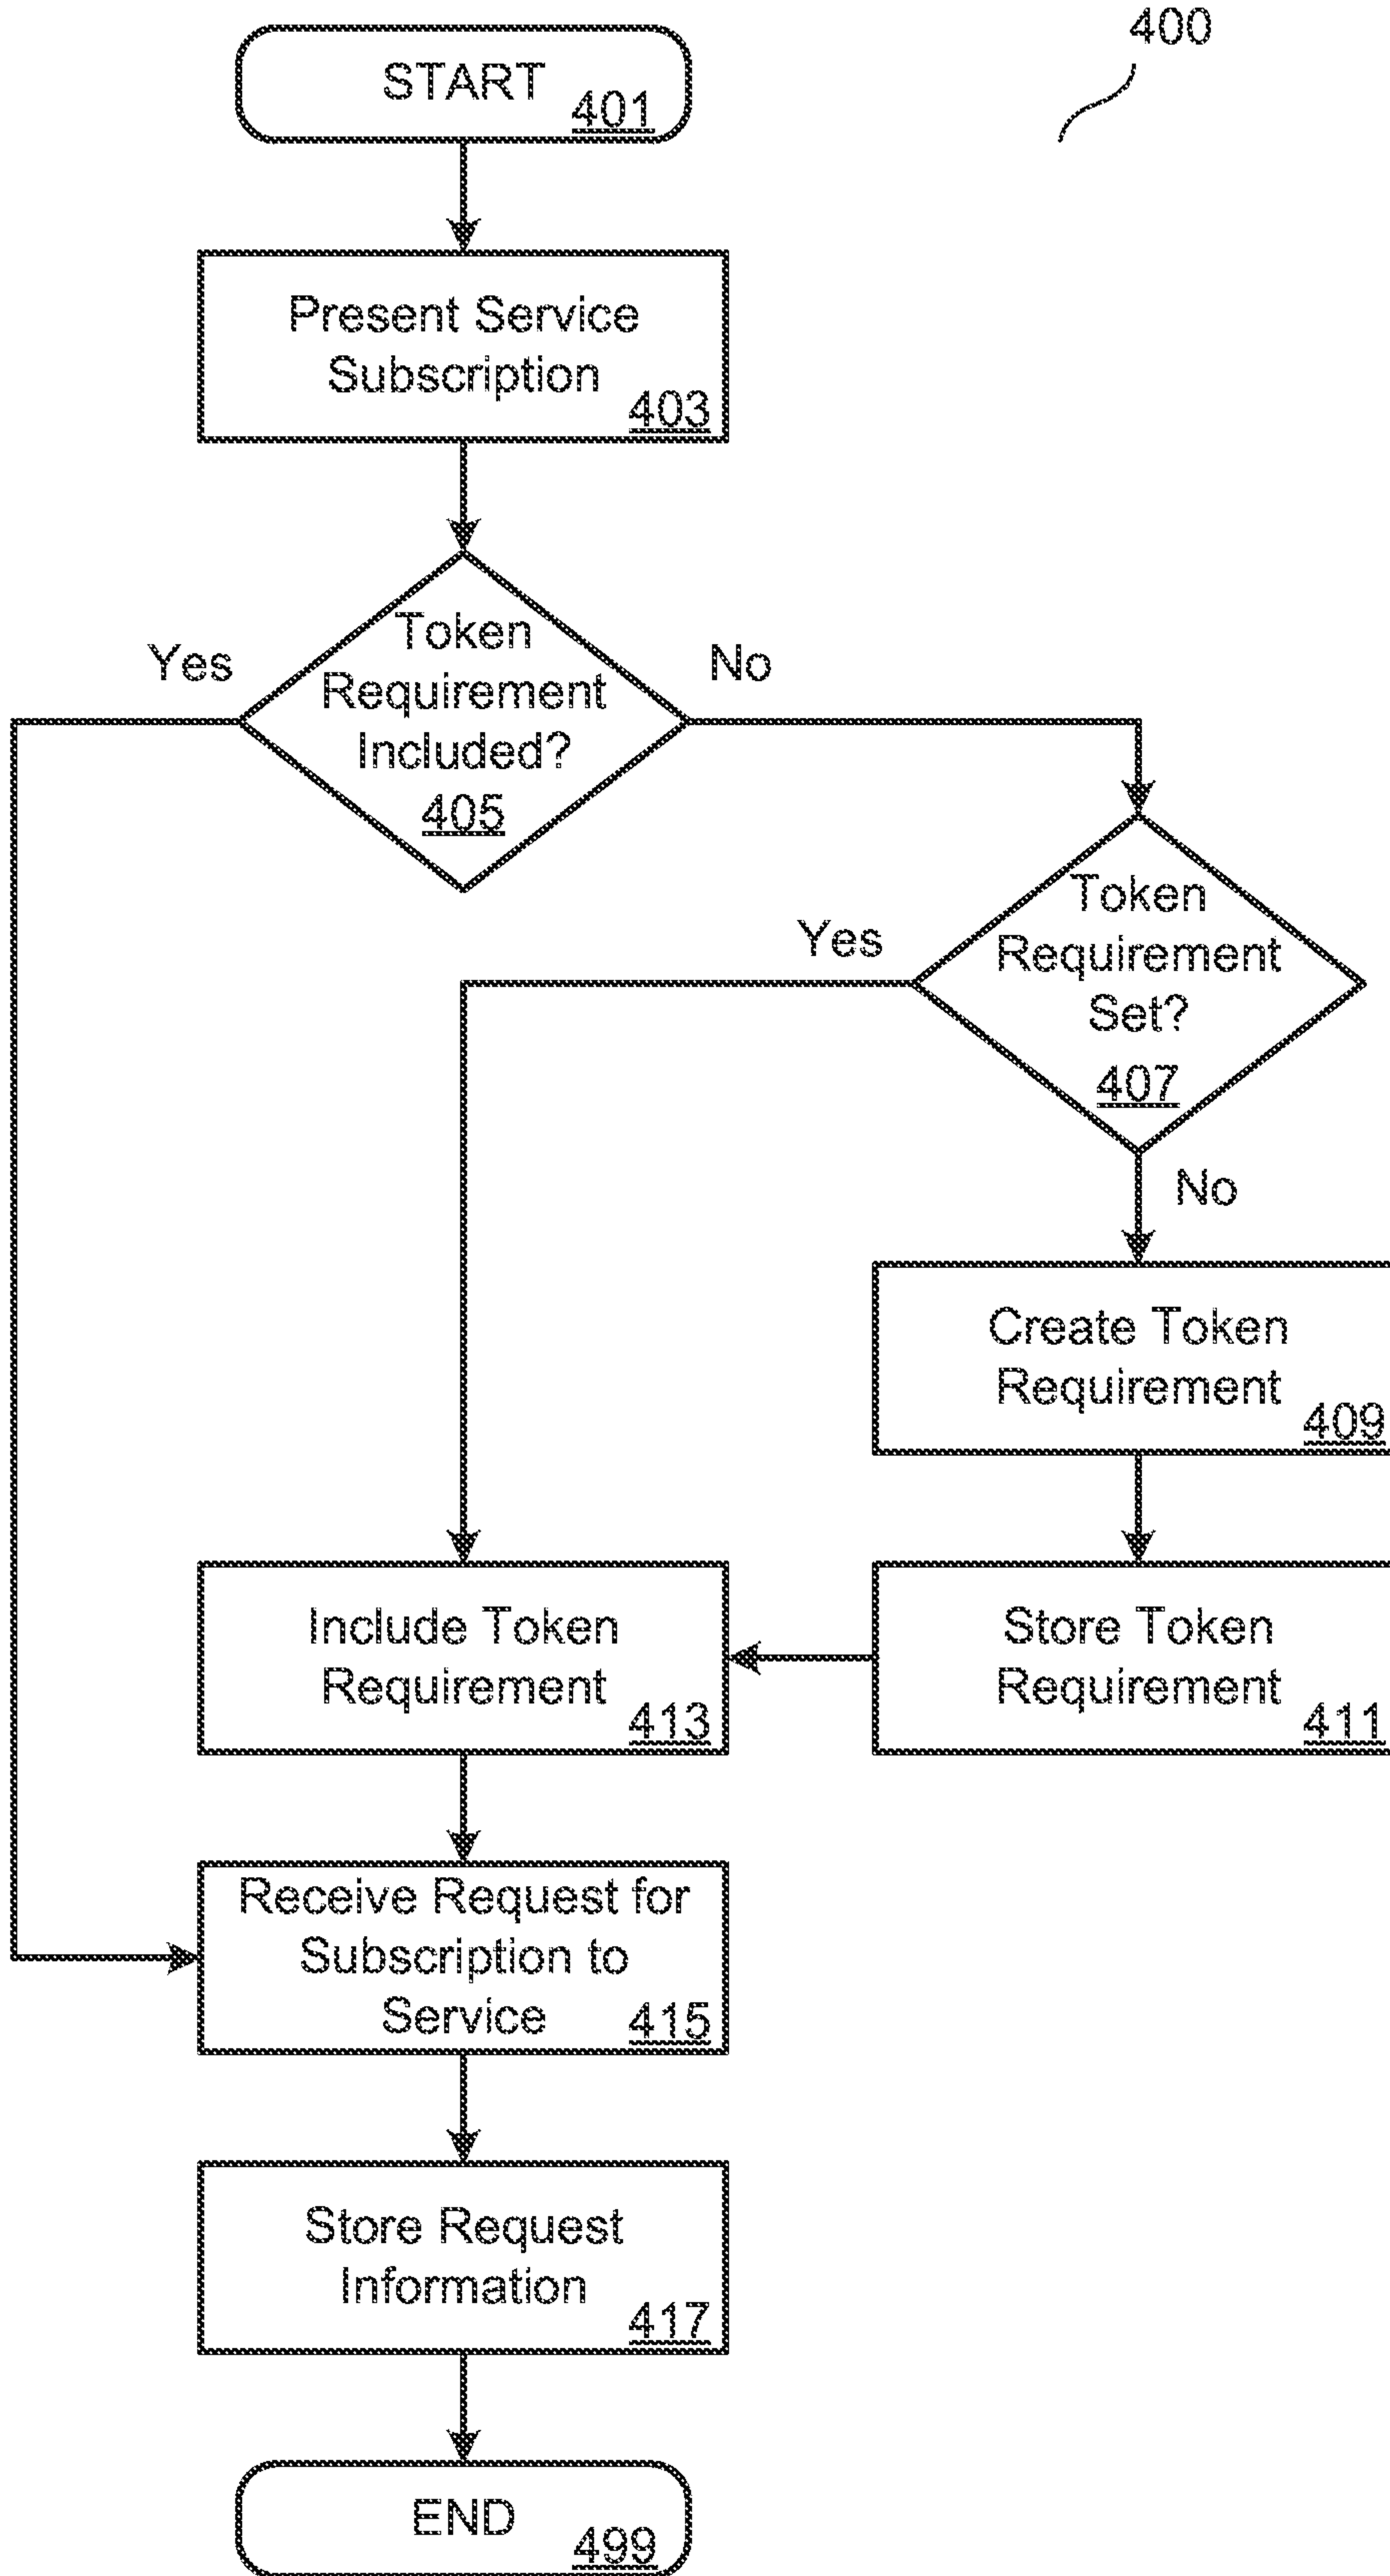 400
START
401
Present Service
Subscription
403
Token
Requirement
Included?
405
Yes
No
Token
Requirement
Set?
407
Yes
No
Create Token
Requirement
409
Include Token
Requirement
413
Store Token
Requirement
411
Receive Request for
Subscription to
Service
415
Store Request
Information
417
END
499